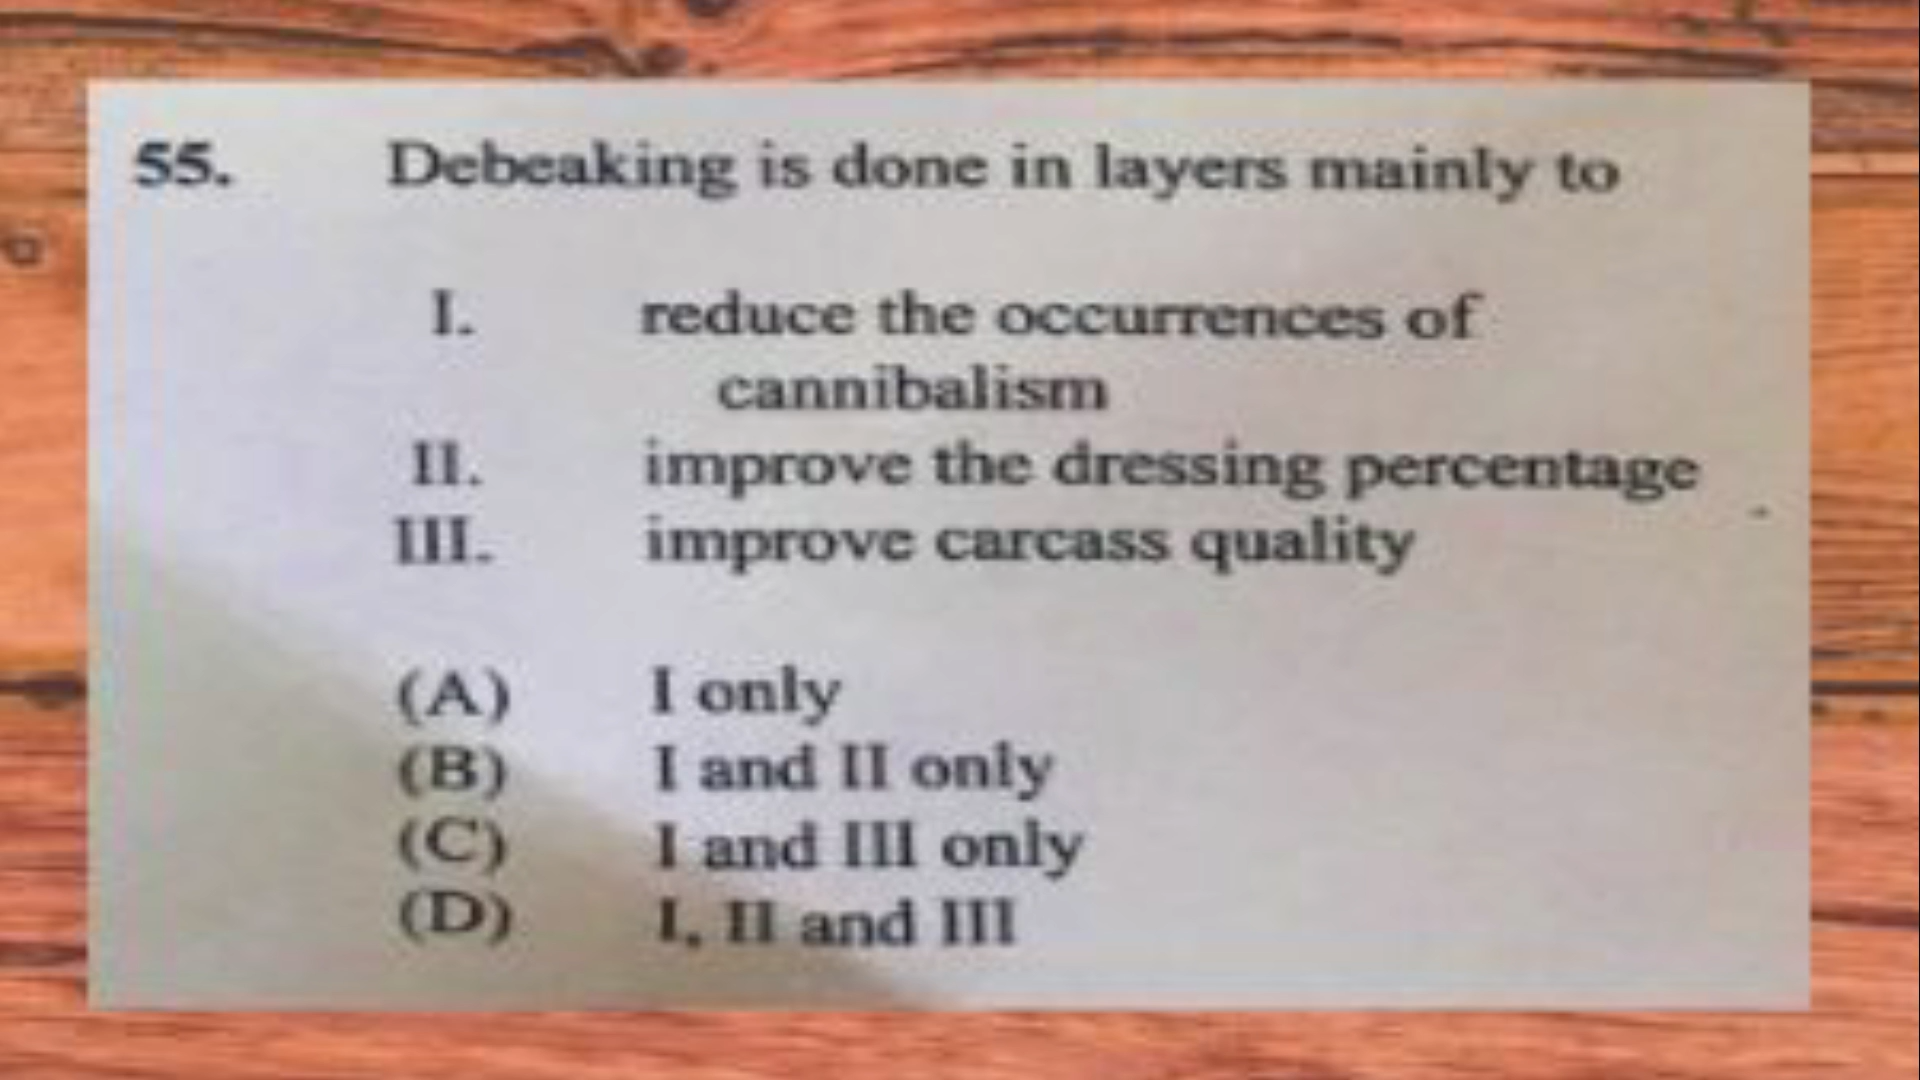 55. Debeaking is done in layers mainly to
I. reduce the occurrences of
cannibalism
II. improve the dressing percentage
III. improve carcass quality
(A) I only
(B) I and II only
(C) I and III only
(D) I, II and III